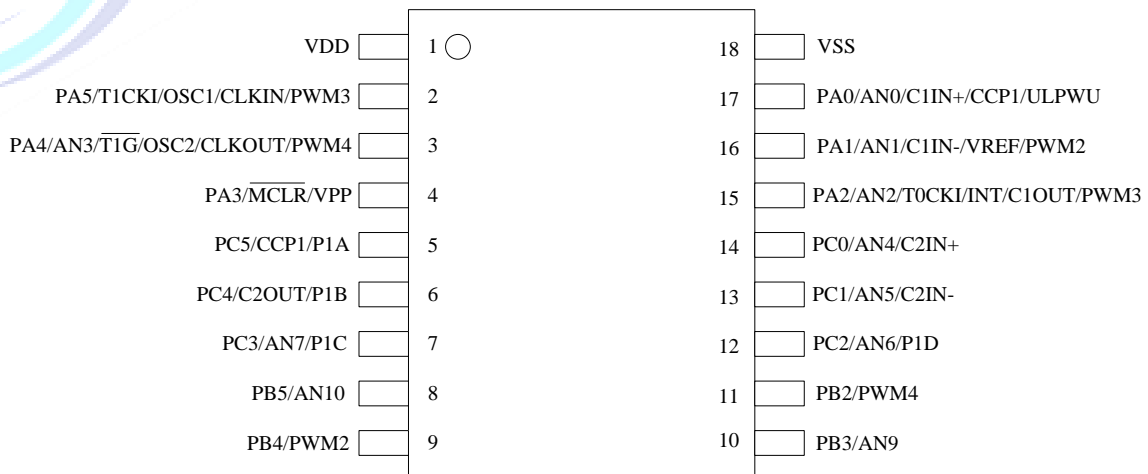 VDD 1 18 VSS
PA5/T1CKI/OSC1/CLKIN/PWM3 2 17 PA0/AN0/C1IN+/CCP1/ULPWU
PA4/AN3/T1G/OSC2/CLKOUT/PWM4 3 16 PA1/AN1/C1IN-/VREF/PWM2
PA3/MCLR/VPP 4 15 PA2/AN2/T0CKI/INT/C1OUT/PWM3
PC5/CCP1/P1A 5 14 PC0/AN4/C2IN+
PC4/C2OUT/P1B 6 13 PC1/AN5/C2IN-
PC3/AN7/P1C 7 12 PC2/AN6/P1D
PB5/AN10 8 11 PB2/PWM4
PB4/PWM2 9 10 PB3/AN9